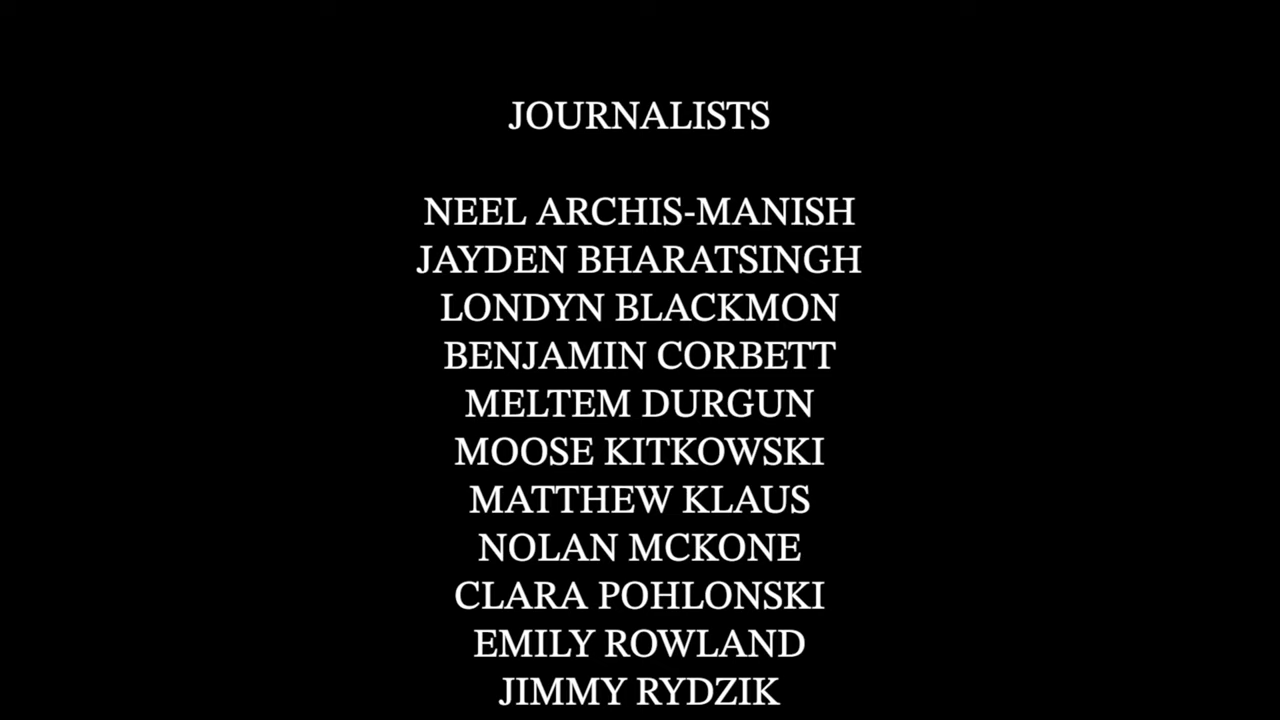 JOURNALISTS
NEEL ARCHIS-MANISH
JAYDEN BHARATSINGH
LONDYN BLACKMON
BENJAMIN CORBETT
MELTEM DURGUN
MOOSE KITKOWSKI
MATTHEW KLAUS
NOLAN MCKONE
CLARA POHLONSKI
EMILY ROWLAND
JIMMY RYDZIK